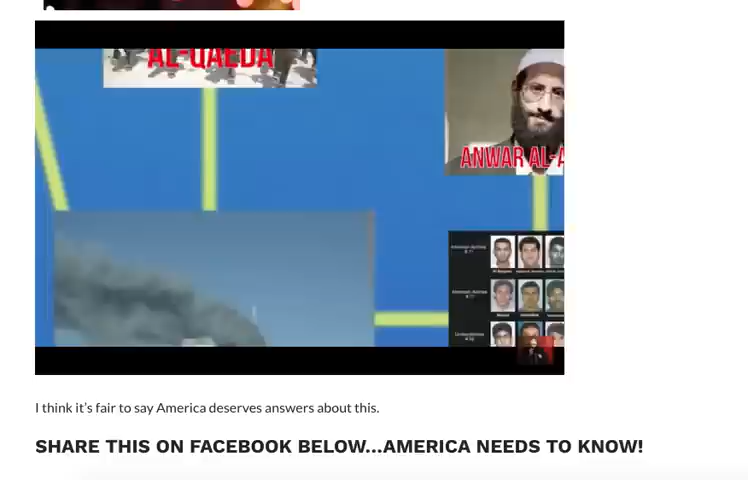 AL-QAEDA
ANWAR AL-A
I think it's fair to say America deserves answers about this.
SHARE THIS ON FACEBOOK BELOW...AMERICA NEEDS TO KNOW!